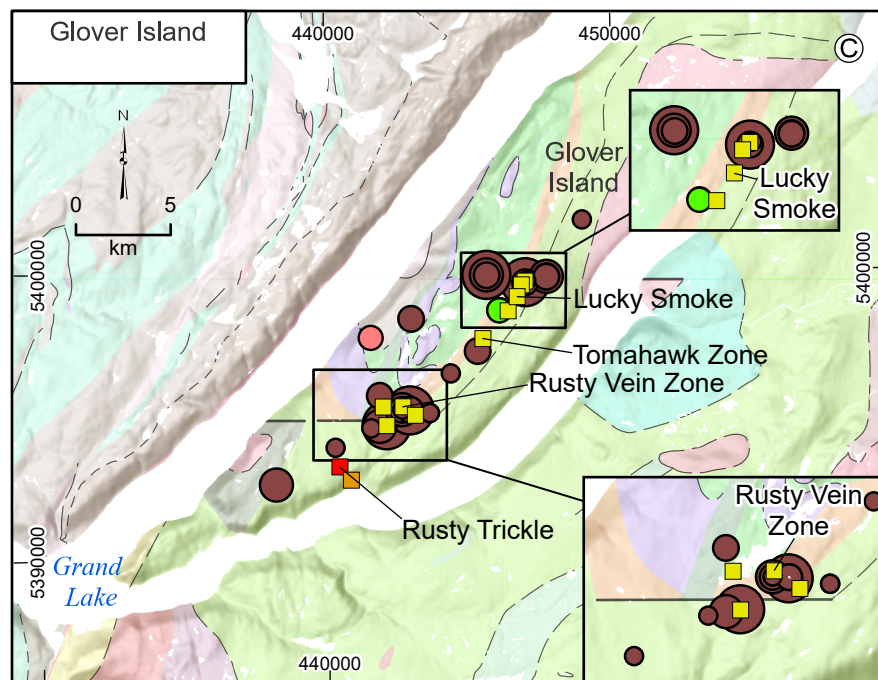 Glover Island
440000
450000
C
N
0 5
km
Glover
Island
Lucky
Smoke
5400000
5400000
Lucky Smoke
Tomahawk Zone
Rusty Vein Zone
Rusty Vein
Zone
Rusty Trickle
5390000
Grand
Lake
440000